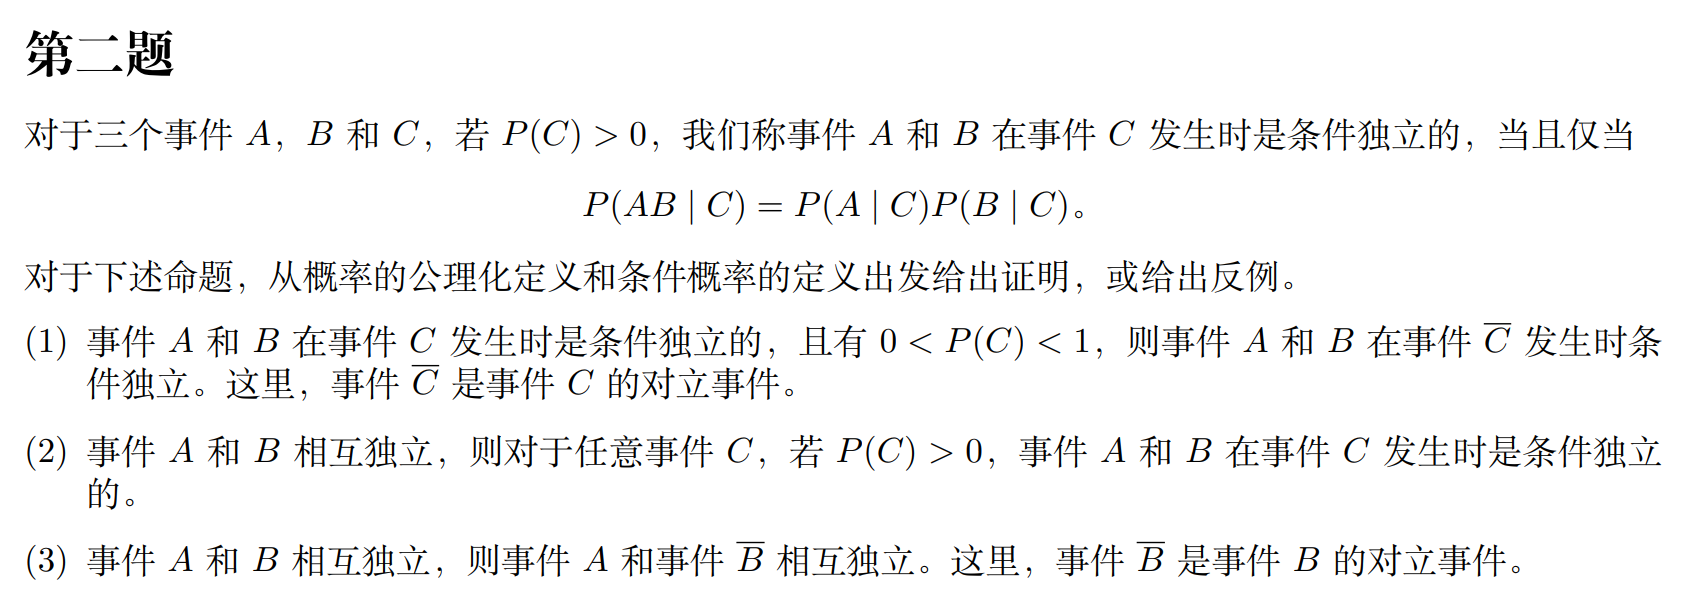 第二题
对于三个事件 A，B 和 C，若 P(C) > 0，我们称事件 A 和 B 在事件 C 发生时是条件独立的，当且仅当
P(AB | C) = P(A | C)P(B | C)。
对于下述命题，从概率的公理化定义和条件概率的定义出发给出证明，或给出反例。
(1) 事件 A 和 B 在事件 C 发生时是条件独立的，且有 0 < P(C) < 1，则事件 A 和 B 在事件 C̅ 发生时条
件独立。这里，事件 C̅ 是事件 C 的对立事件。
(2) 事件 A 和 B 相互独立，则对于任意事件 C，若 P(C) > 0，事件 A 和 B 在事件 C 发生时是条件独立
的。
(3) 事件 A 和 B 相互独立，则事件 A 和事件 B̅ 相互独立。这里，事件 B̅ 是事件 B 的对立事件。